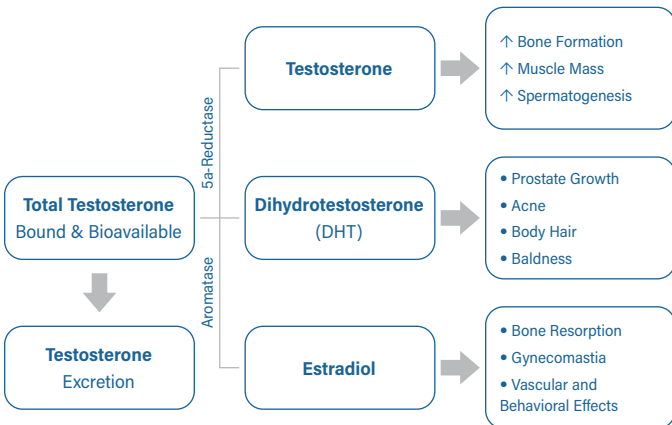 Testosterone
↑ Bone Formation
↑ Muscle Mass
↑ Spermatogenesis
5a-Reductase
Total Testosterone
Bound & Bioavailable
Dihydrotestosterone
(DHT)
• Prostate Growth
• Acne
• Body Hair
• Baldness
Aromatase
Testosterone
Excretion
Estradiol
• Bone Resorption
• Gynecomastia
• Vascular and
Behavioral Effects